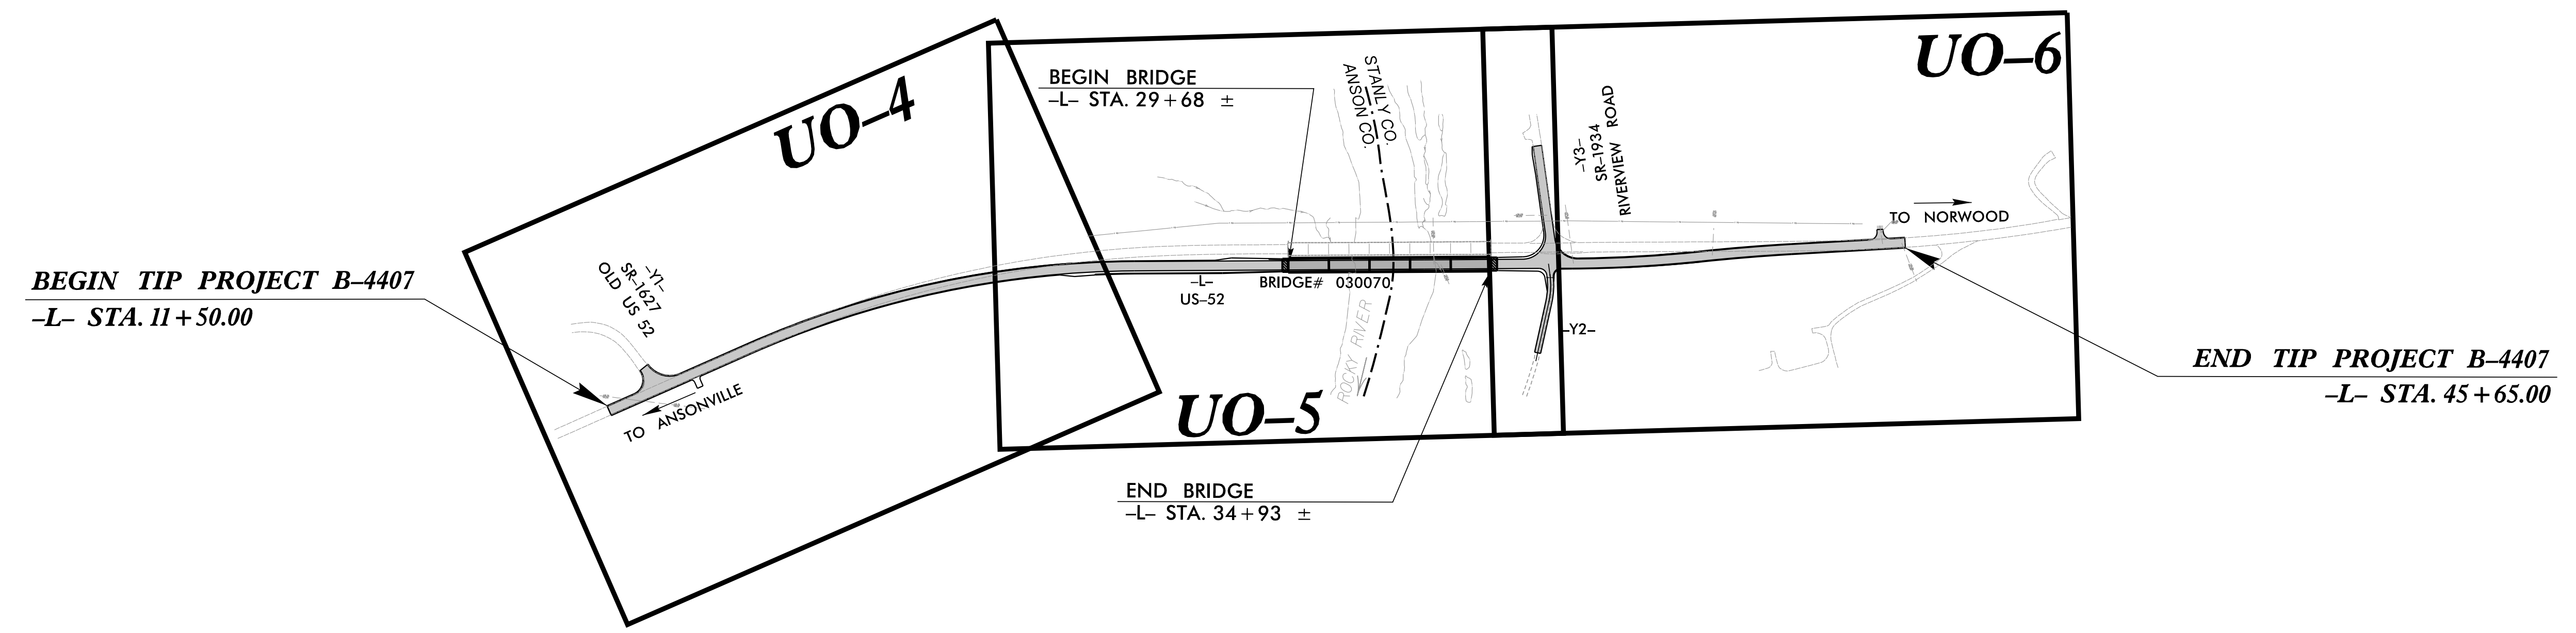 UO–4
UO–6
BEGIN BRIDGE
–L– STA. 29+68 ±
STANLY CO.
ANSON CO.
–Y3–
SR–1934
RIVERVIEW ROAD
TO NORWOOD
BEGIN TIP PROJECT B–4407
–L– STA. 11+50.00
–Y1–
SR–1627
OLD US 52
–L–
US–52
BRIDGE# 030070
ROCKY RIVER
–Y2–
TO ANSONVILLE
UO–5
END TIP PROJECT B–4407
–L– STA. 45+65.00
END BRIDGE
–L– STA. 34+93 ±